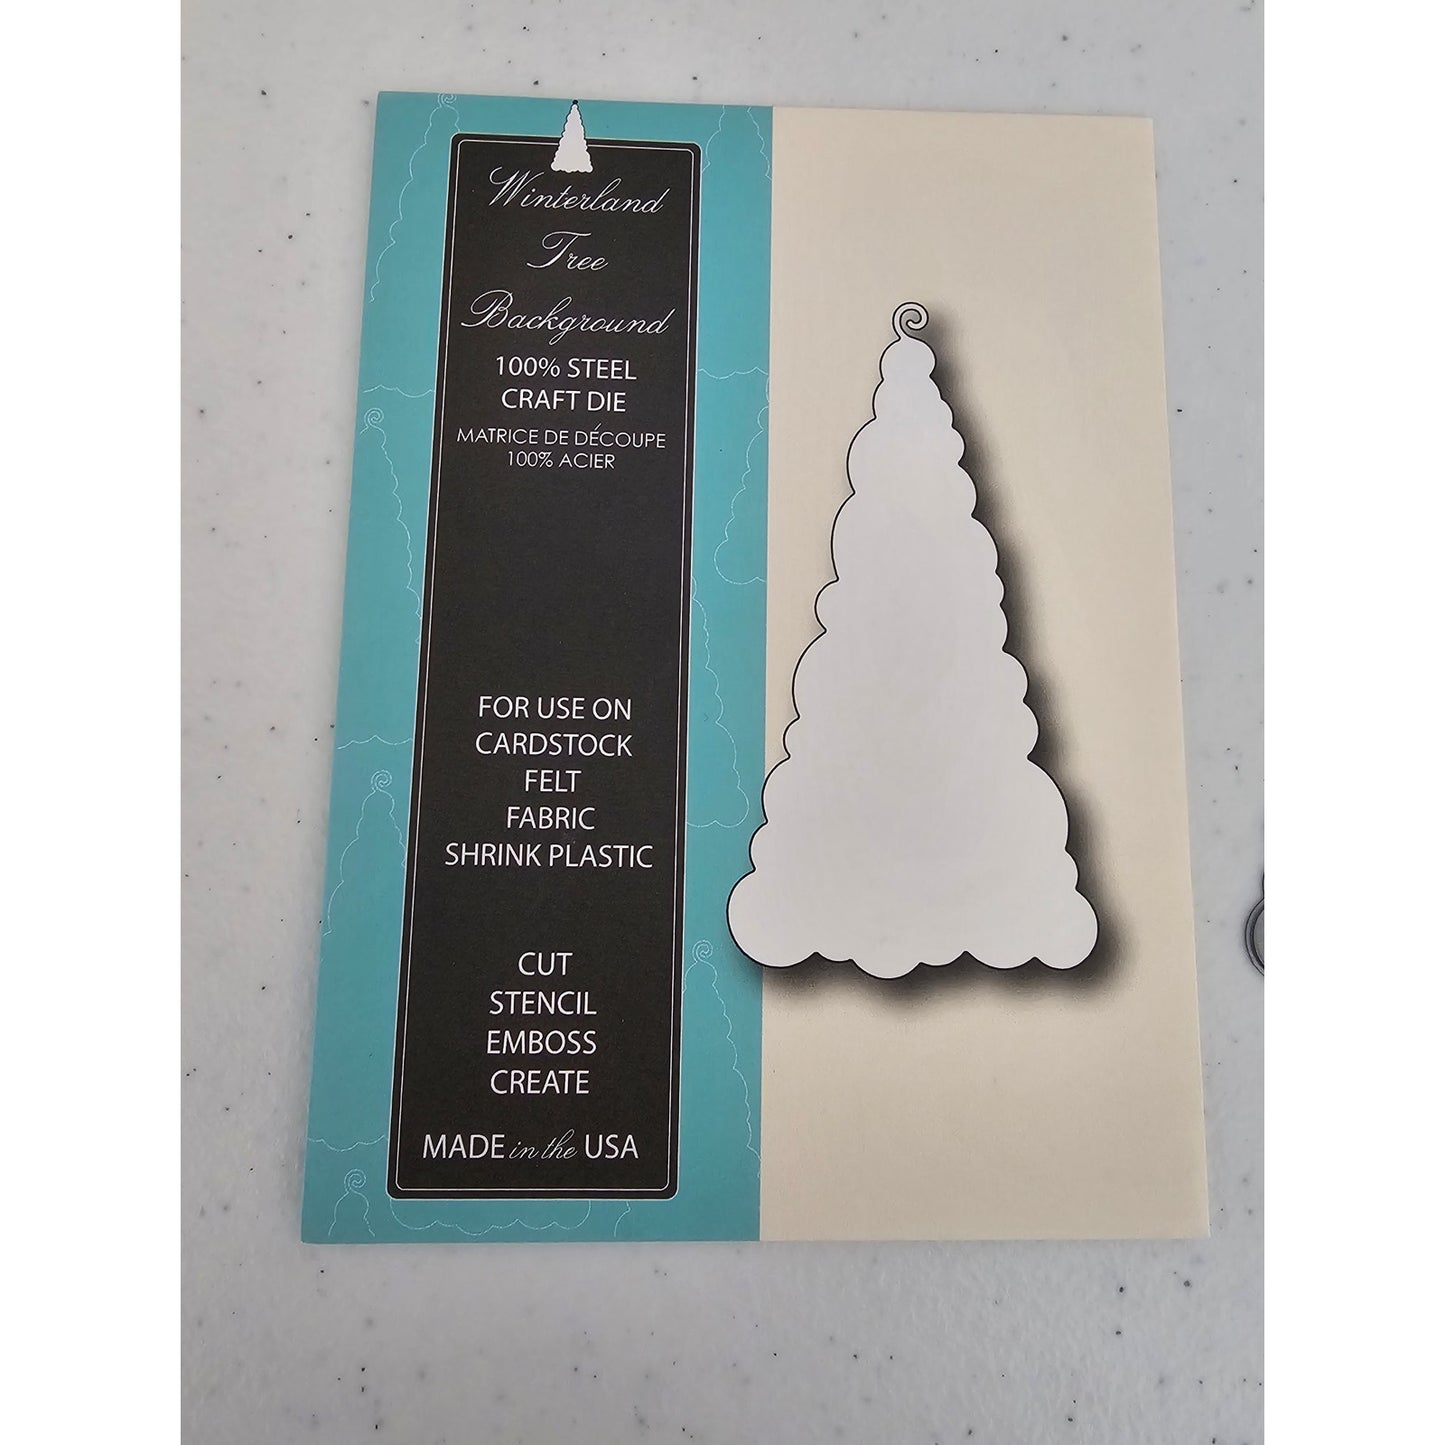 Winterland
Tree
Background
100% STEEL
CRAFT DIE
MATRICE DE DÉCOUPE
100% ACIER
FOR USE ON
CARDSTOCK
FELT
FABRIC
SHRINK PLASTIC
CUT
STENCIL
EMBOSS
CREATE
MADE in the USA